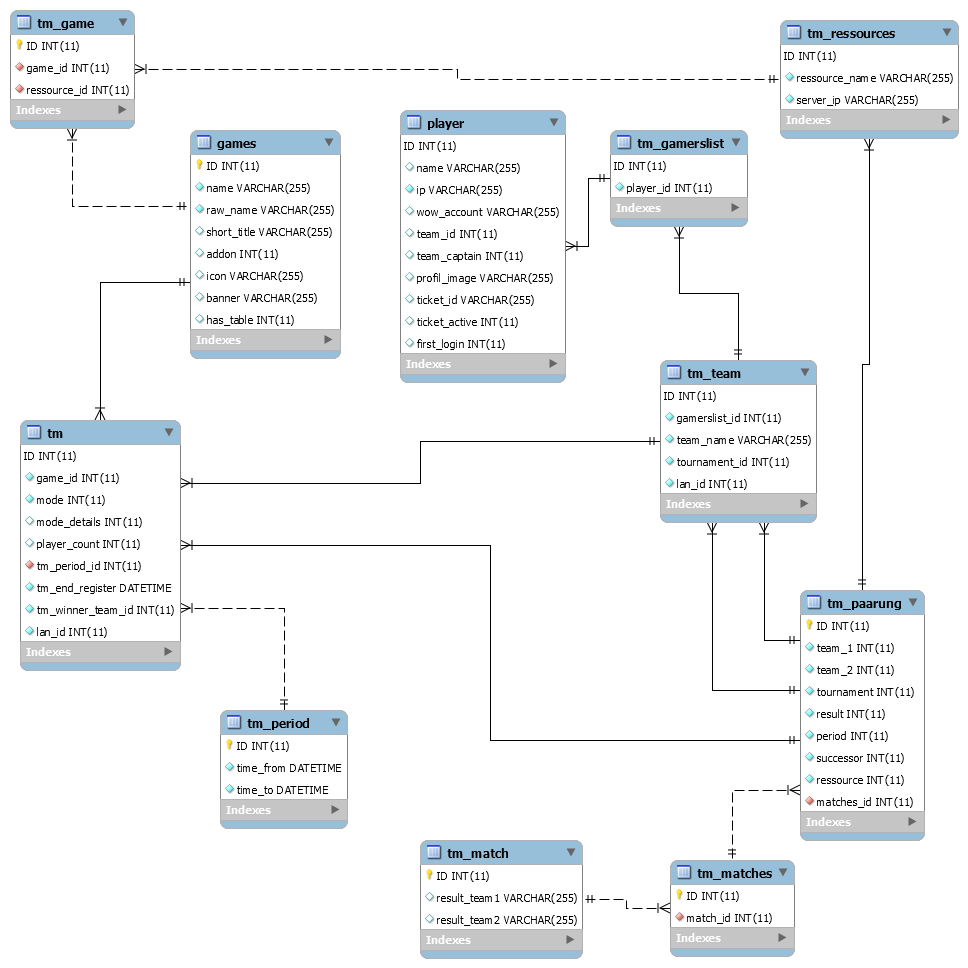 tm_game
ID INT(11)
game_id INT(11)
ressource_id INT(11)
Indexes
tm_ressources
ID INT(11)
ressource_name VARCHAR(255)
server_ip VARCHAR(255)
Indexes
games
ID INT(11)
name VARCHAR(255)
raw_name VARCHAR(255)
short_title VARCHAR(255)
addon INT(11)
icon VARCHAR(255)
banner VARCHAR(255)
has_table INT(11)
Indexes
player
ID INT(11)
name VARCHAR(255)
ip VARCHAR(255)
wow_account VARCHAR(255)
team_id INT(11)
team_captain INT(11)
profil_image VARCHAR(255)
ticket_id VARCHAR(255)
ticket_active INT(11)
first_login INT(11)
Indexes
tm_gamerslist
ID INT(11)
player_id INT(11)
Indexes
tm_team
ID INT(11)
gamerslist_id INT(11)
team_name VARCHAR(255)
tournament_id INT(11)
lan_id INT(11)
Indexes
tm
ID INT(11)
game_id INT(11)
mode INT(11)
mode_details INT(11)
player_count INT(11)
tm_period_id INT(11)
tm_end_register DATETIME
tm_winner_team_id INT(11)
lan_id INT(11)
Indexes
tm_paarung
ID INT(11)
team_1 INT(11)
team_2 INT(11)
tournament INT(11)
result INT(11)
period INT(11)
successor INT(11)
ressource INT(11)
matches_id INT(11)
Indexes
tm_period
ID INT(11)
time_from DATETIME
time_to DATETIME
Indexes
tm_match
ID INT(11)
result_team1 VARCHAR(255)
result_team2 VARCHAR(255)
Indexes
tm_matches
ID INT(11)
match_id INT(11)
Indexes